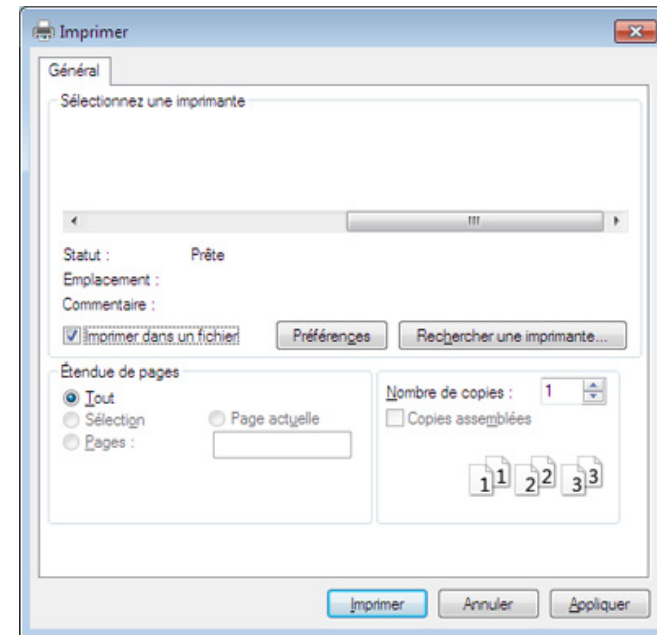 Imprimer
Général
Sélectionnez une imprimante
Statut : Prête
Emplacement :
Commentaire :
Imprimer dans un fichier Préférences Rechercher une imprimante...
Étendue de pages
Tout
Sélection Page actuelle
Pages :
Nombre de copies : 1
Copies assemblées
1 1 2 2 3 3
Imprimer Annuler Appliquer